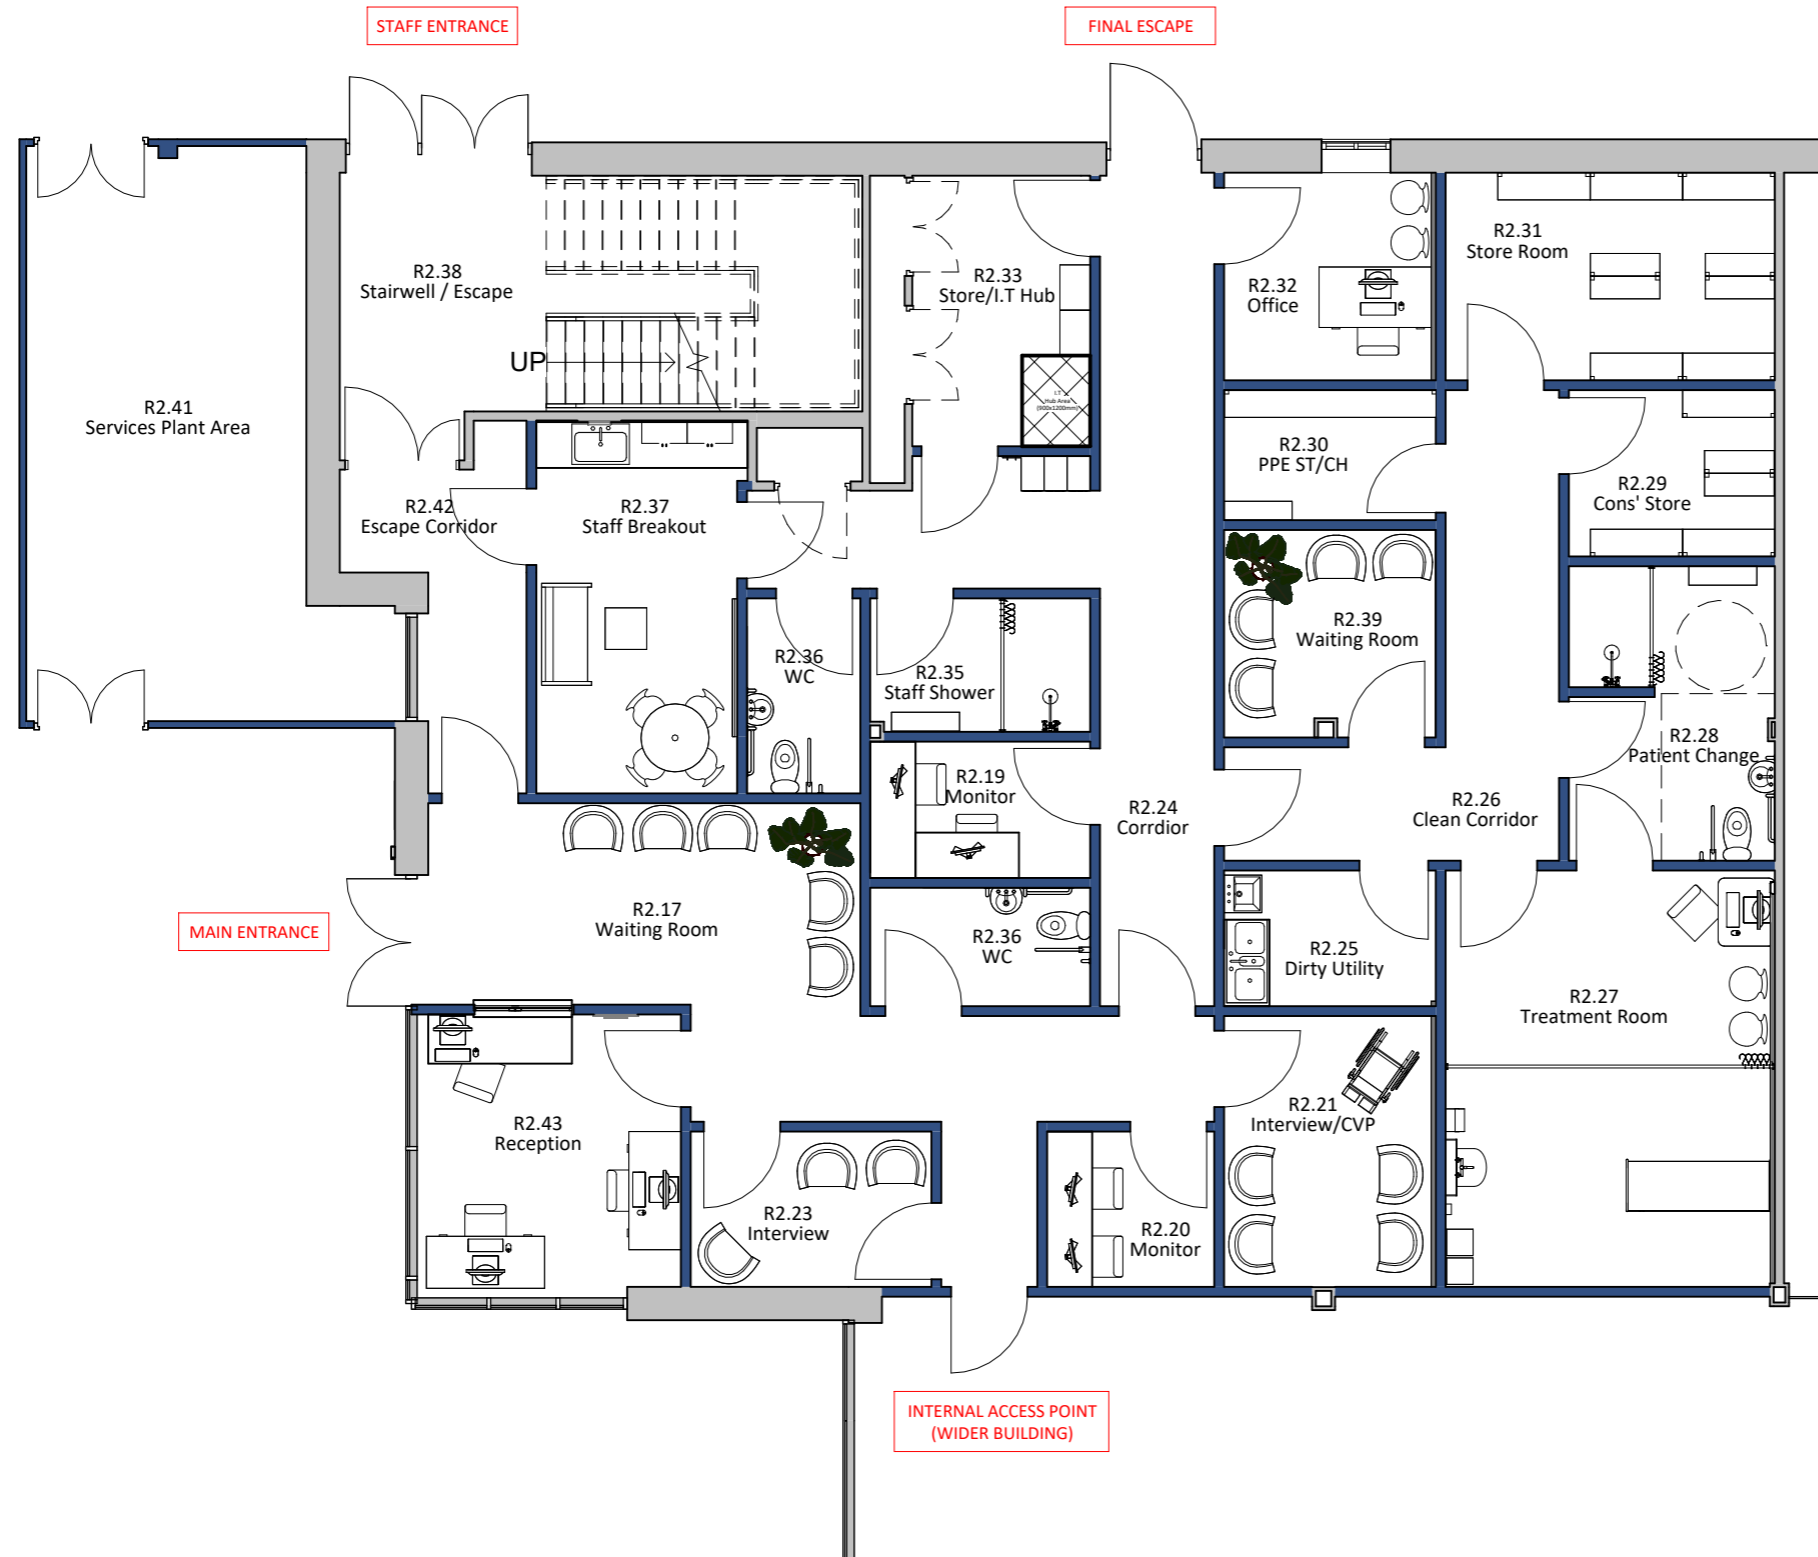 STAFF ENTRANCE
FINAL ESCAPE
R2.31
Store Room
R2.38
Stairwell / Escape
R2.33
Store/I.T Hub
R2.32
Office
UP
I.T
Hub Area
(900x1200mm)
R2.41
Services Plant Area
R2.30
PPE ST/CH
R2.29
Cons' Store
R2.42
Escape Corridor
R2.37
Staff Breakout
R2.39
Waiting Room
R2.36
WC
R2.35
Staff Shower
R2.28
Patient Change
R2.19
Monitor
R2.24
Corrdior
R2.26
Clean Corridor
MAIN ENTRANCE
R2.17
Waiting Room
R2.36
WC
R2.25
Dirty Utility
R2.27
Treatment Room
R2.43
Reception
R2.21
Interview/CVP
R2.23
Interview
R2.20
Monitor
INTERNAL ACCESS POINT
(WIDER BUILDING)